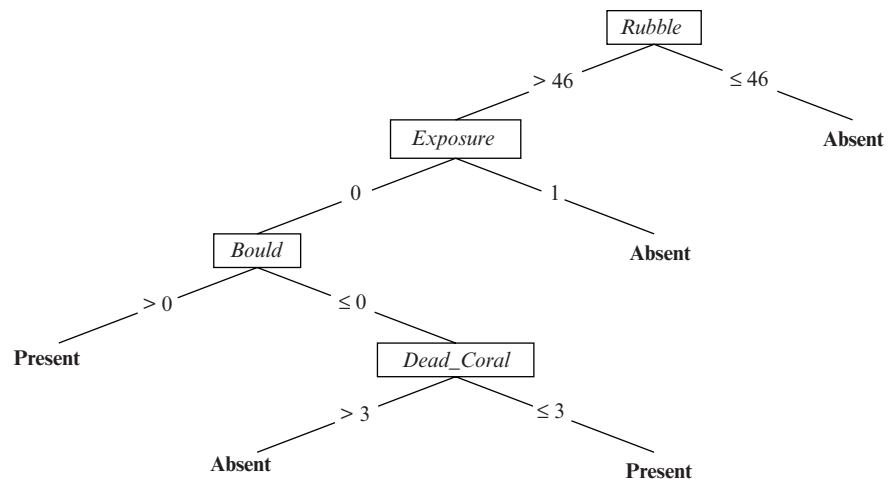 Rubble
> 46
≤ 46
Exposure
Absent
0
1
Bould
Absent
> 0
≤ 0
Present
Dead_Coral
> 3
≤ 3
Absent
Present